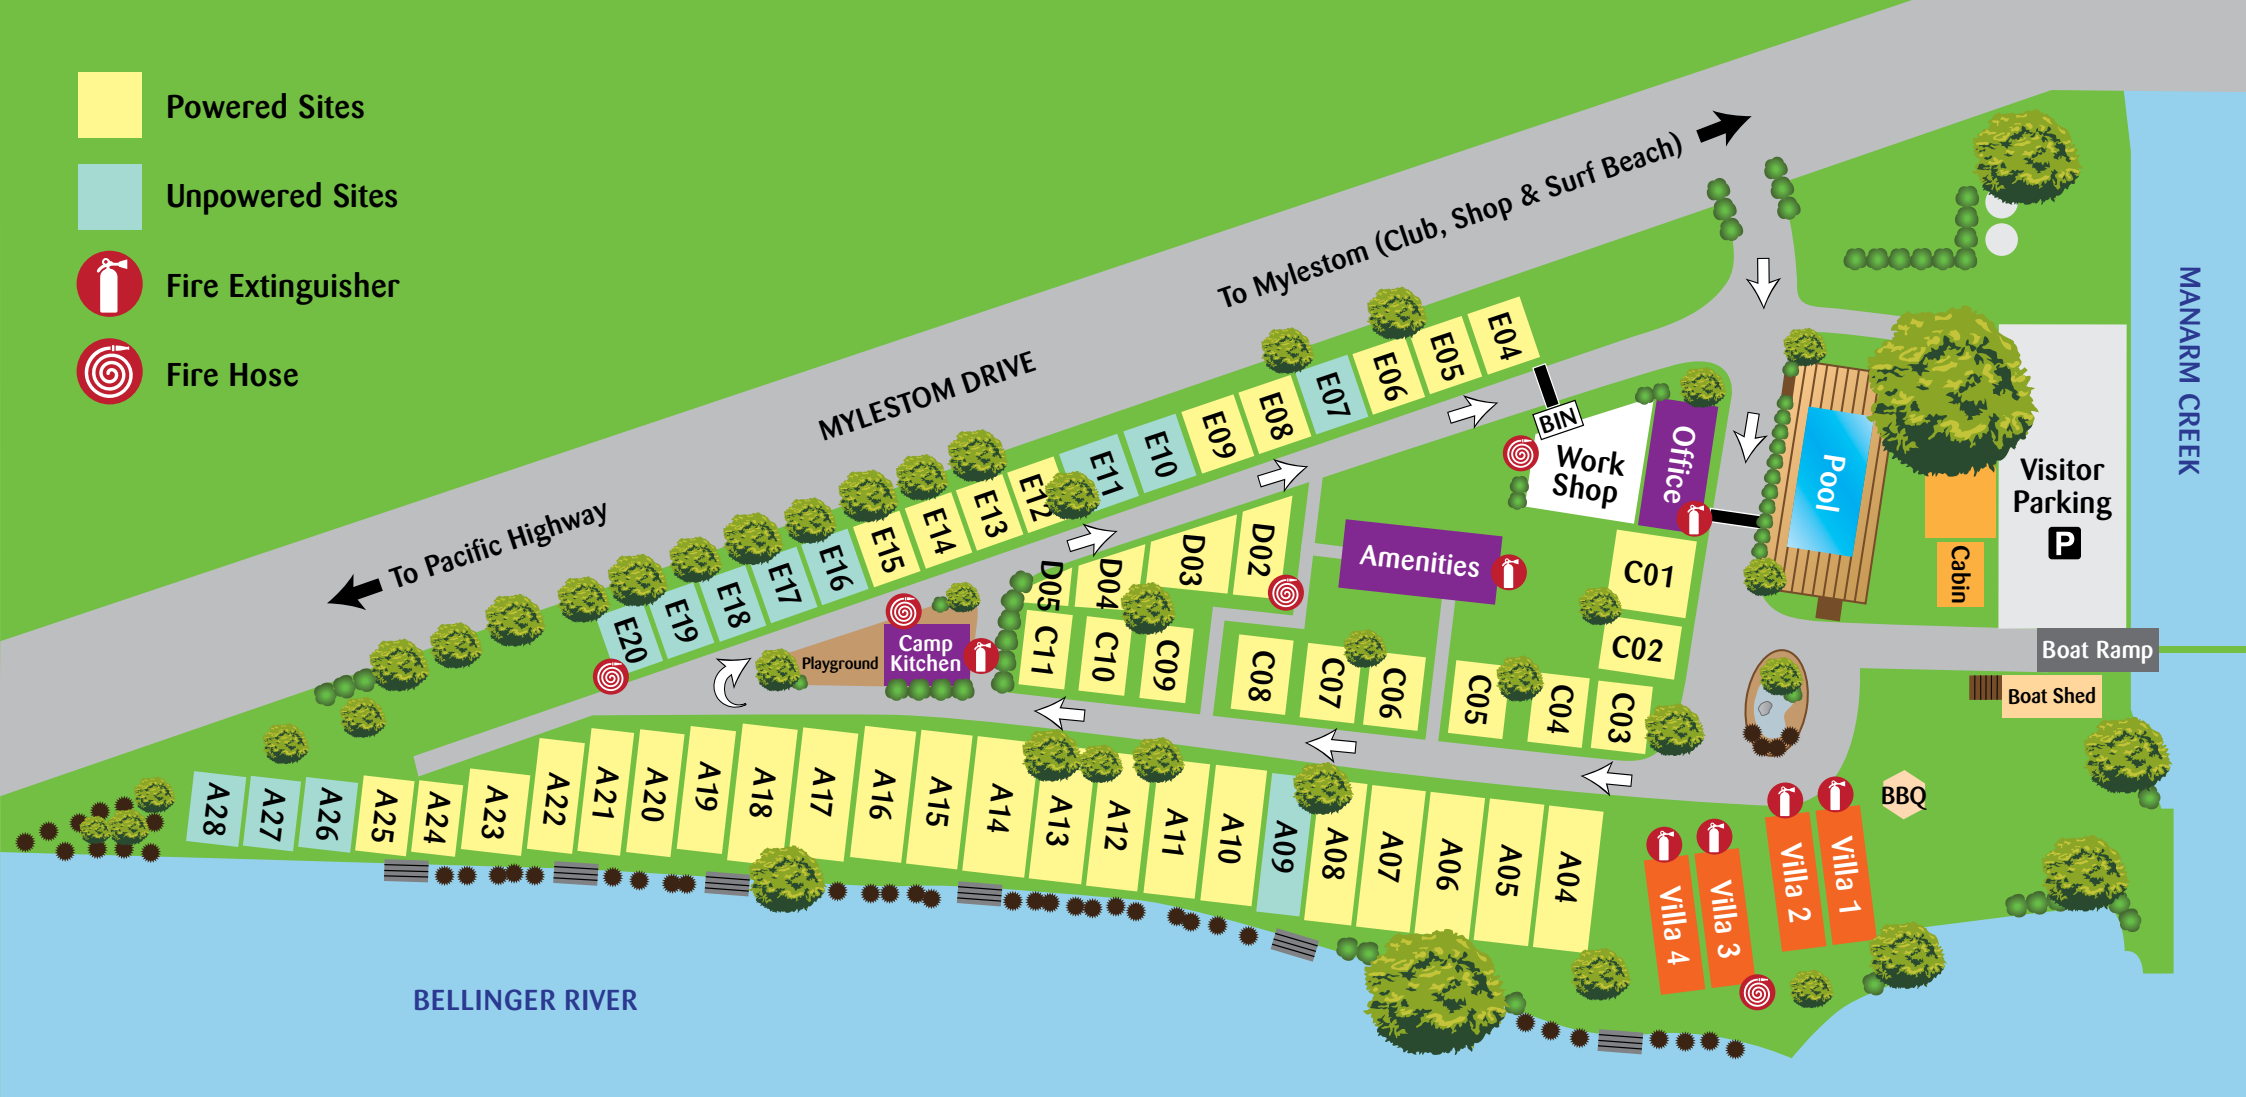 Powered Sites
Unpowered Sites
Fire Extinguisher
Fire Hose
To Mylestom (Club, Shop & Surf Beach)
MYLESTOM DRIVE
To Pacific Highway
MANARM CREEK
E04
E05
E06
E07
E08
E09
E10
E11
E12
E13
E14
E15
E16
E17
E18
E19
E20
BIN
Work
Shop
Office
Pool
Visitor
Parking
P
Cabin
Boat Ramp
Boat Shed
Amenities
D02
D03
D04
D05
C01
C02
C03
C04
C05
C06
C07
C08
C09
C10
C11
Camp
Kitchen
Playground
A28
A27
A26
A25
A24
A23
A22
A21
A20
A19
A18
A17
A16
A15
A14
A13
A12
A11
A10
A09
A08
A07
A06
A05
A04
Villa 4
Villa 3
Villa 2
Villa 1
BBQ
BELLINGER RIVER